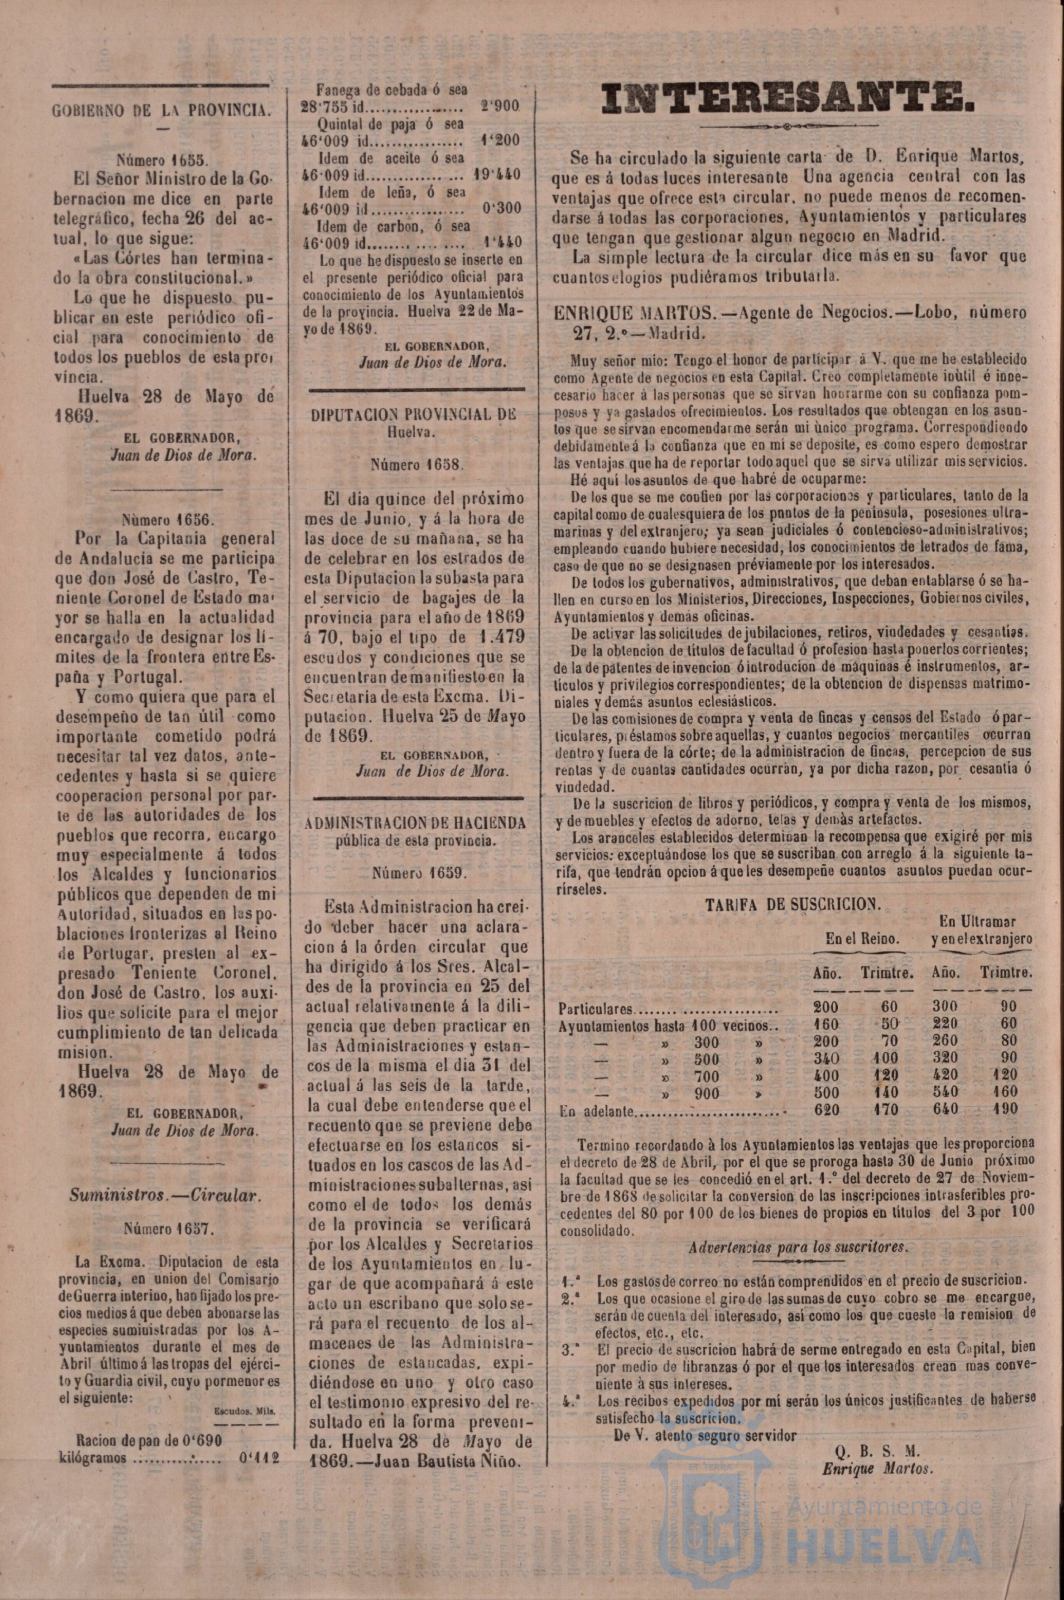 GOBIERNO DE LA PROVINCIA.
Número 1655.
El Señor Ministro de la Go-
bernacion me dice en parte
telegráfico, fecha 26 del ac-
tual, lo que sigue:
«Las Córtes han termina-
do la obra constitucional.»
Lo que he dispuesto pu-
blicar en este periódico ofi-
cial para conocimiento de
todos los pueblos de esta pro
vincia.
Huelva 28 de Mayo de
1869.
EL GOBERNADOR,
Juan de Dios de Mora.
Número 1656.
Por la Capitania general
de Andalucía se me participa
que don José de Castro, Te-
niente Coronel de Estado ma-
yor se halla en la actualidad
encargado de designar los lí-
mites de la frontera entre Es-
paña y Portugal.
Y como quiera que para el
desempeño de tan útil como
importante cometido podrá
necesitar tal vez datos, ante-
cedentes y hasta si se quiere
cooperacion personal por par-
te de las autoridades de los
pueblos que recorra, encargo
muy especialmente á todos
los Alcaldes y funcionarios
públicos que dependen de mi
Autoridad, situados en las po-
blaciones fronterizas al Reino
de Portugar, presten al ex-
presado Teniente Coronel,
don José de Castro, los auxi-
lios que solicite para el mejor
cumplimiento de tan delicada
mision.
Huelva 28 de Mayo de
1869.
EL GOBERNADOR,
Juan de Dios de Mora.
Suministros.—Circular.
Número 1657.
La Excma. Diputacion de esta
provincia, en union del Comisario
de Guerra interino, han fijado los pre-
cios medios á que deben abonarse las
especies suministradas por los A-
yuntamientos durante el mes de
Abril último á las tropas del ejérci-
to y Guardia civil, cuyo pormenor es
el siguiente:
Escudos. Mils.
Racion de pan de 0'690
kilógramos ................ 0'112
Fanega de cebada ó sea
28'755 id.................. 2'900
Quintal de paja ó sea
46'009 id................. 1'200
Idem de aceite ó sea
46'009 id................. 19'440
Idem de leña, ó sea
46'009 id................. 0'300
Idem de carbon, ó sea
46'009 id................. 1'440
Lo que he dispuesto se inserte en
el presente periódico oficial para
conocimiento de los Ayuntamientos
de la provincia. Huelva 22 de Ma-
yo de 1869.
EL GOBERNADOR,
Juan de Dios de Mora.
DIPUTACION PROVINCIAL DE
Huelva.
Número 1658.
El dia quince del próximo
mes de Junio, y á la hora de
las doce de su mañana, se ha
de celebrar en los estrados de
esta Diputacion la subasta para
el servicio de bagajes de la
provincia para el año de 1869
á 70, bajo el tipo de 1.479
escudos y condiciones que se
encuentran de manifiesto en la
Secretaria de esta Excma. Di-
putacion. Huelva 25 de Mayo
de 1869.
EL GOBERNADOR,
Juan de Dios de Mora.
ADMINISTRACION DE HACIENDA
pública de esta provincia.
Número 1659.
Esta Administracion ha crei-
do deber hacer una aclara-
cion á la órden circular que
ha dirigido á los Sres. Alcal-
des de la provincia en 25 del
actual relativamente á la dili-
gencia que deben practicar en
las Administraciones y estan-
cos de la misma el dia 31 del
actual á las seis de la tarde,
la cual debe entenderse que el
recuento que se previene debe
efectuarse en los estancos si-
tuados en los cascos de las Ad-
ministraciones subalternas, asi
como el de todos los demás
de la provincia se verificará
por los Alcaldes y Secretarios
de los Ayuntamientos en lu-
gar de que acompañará á este
acto un escribano que solo se-
rá para el recuento de los al-
macenes de las Administra-
ciones de estancadas, expi-
diéndose en uno y otro caso
el testimonio expresivo del re-
sultado en la forma preveni-
da. Huelva 28 de Mayo de
1869.—Juan Bautista Niño.
INTERESANTE.
Se ha circulado la siguiente carta de D. Enrique Martos,
que es á todas luces interesante Una agencia central con las
ventajas que ofrece esta circular, no puede menos de recomen-
darse á todas las corporaciones, Ayuntamientos y particulares
que tengan que gestionar algun negocio en Madrid.
La simple lectura de la circular dice más en su favor que
cuantos elogios pudiéramos tributarla.
ENRIQUE MARTOS.—Agente de Negocios.—Lobo, número
27, 2.º—Madrid.
Muy señor mio: Tengo el honor de participar á V. que me he establecido
como Agente de negocios en esta Capital. Creo completamente inútil é inne-
cesario hacer á las personas que se sirvan honrarme con su confianza pom-
posos y ya gastados ofrecimientos. Los resultados que obtengan en los asun-
tos que se sirvan encomendarme serán mi único programa. Correspondiendo
debidamente á la confianza que en mí se deposite, es como espero demostrar
las ventajas que ha de reportar todo aquel que se sirva utilizar mis servicios.
Hé aquí los asuntos de que habré de ocuparme:
De los que se me confien por las corporaciones y particulares, tanto de la
capital como de cualesquiera de los puntos de la península, posesiones ultra-
marinas y del extranjero; ya sean judiciales ó contencioso-administrativos;
empleando cuando hubiere necesidad, los conocimientos de letrados de fama,
caso de que no se designasen préviamente por los interesados.
De todos los gubernativos, administrativos, que deban entablarse ó se ha-
llen en curso en los Ministerios, Direcciones, Inspecciones, Gobiernos civiles,
Ayuntamientos y demás oficinas.
De activar las solicitudes de jubilaciones, retiros, viudedades y cesantías.
De la obtencion de títulos de facultad ó profesion hasta ponerlos corrientes;
de la de patentes de invencion ó introducion de máquinas é instrumentos, ar-
tículos y privilegios correspondientes; de la obtencion de dispensas matrimo-
niales y demás asuntos eclesiásticos.
De las comisiones de compra y venta de fincas y censos del Estado ó par-
ticulares, préstamos sobre aquellas, y cuantos negocios mercantiles ocurran
dentro y fuera de la córte; de la administracion de fincas, percepcion de sus
rentas y de cuantas cantidades ocurran, ya por dicha razon, por cesantía ó
viudedad.
De la suscricion de libros y periódicos, y compra y venta de los mismos,
y de muebles y efectos de adorno, telas y demás artefactos.
Los aranceles establecidos determinan la recompensa que exigiré por mis
servicios: exceptuándose los que se suscriban con arreglo á la siguiente ta-
rifa, que tendrán opcion á que les desempeñe cuantos asuntos puedan ocur-
rírseles.
TARIFA DE SUSCRICION.
En el Reino. En Ultramar y en el extranjero
Año. Trimtre. Año. Trimtre.
Particulares........................ 200 60 300 90
Ayuntamientos hasta 100 vecinos.. 160 50 220 60
— » 300 » 200 70 260 80
— » 500 » 340 100 320 90
— » 700 » 400 120 420 120
— » 900 » 500 140 540 160
En adelante.......................... 620 170 640 190
Termino recordando à los Ayuntamientos las ventajas que les proporciona
el decreto de 28 de Abril, por el que se proroga hasta 30 de Junio próximo
la facultad que se les concedió en el art. 1.º del decreto de 27 de Noviem-
bre de 1868 de solicitar la conversion de las inscripciones intrasferibles pro-
cedentes del 80 por 100 de los bienes de propios en títulos del 3 por 100
consolidado.
Advertencias para los suscritores.
1.ª Los gastos de correo no están comprendidos en el precio de suscricion.
2.ª Los que ocasione el giro de las sumas de cuyo cobro se me encargue,
serán de cuenta del interesado, así como los que cueste la remision de
efectos, etc., etc.
3.ª El precio de suscricion habrá de serme entregado en esta Capital, bien
por medio de libranzas ó por el que los interesados crean mas conve-
niente á sus intereses.
4.ª Los recibos expedidos por mí serán los únicos justificantes de haberse
satisfecho la suscricion.
De V. atento seguro servidor
Q. B. S. M.
Enrique Martos.
Ayuntamiento de
HUELVA